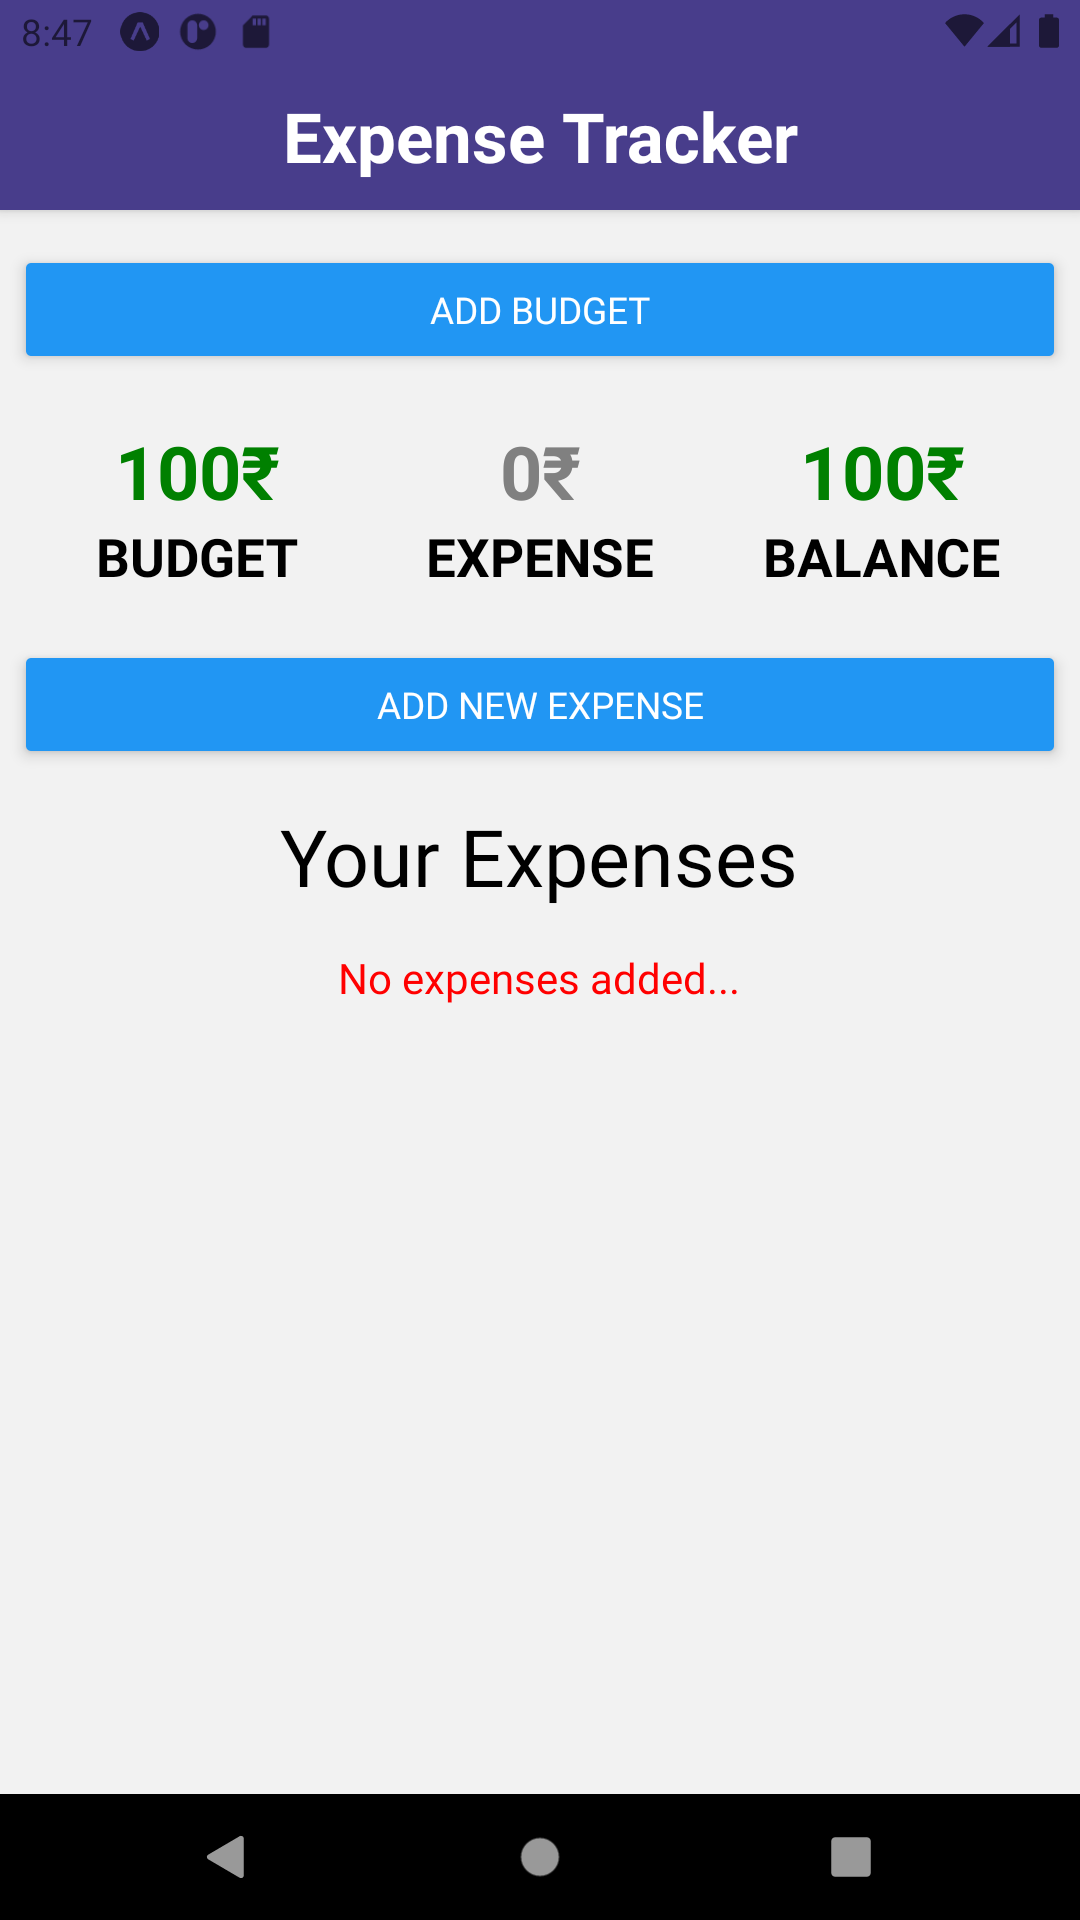 8:47
Expense Tracker
ADD BUDGET
100₹ 0₹ 100₹
BUDGET EXPENSE BALANCE
ADD NEW EXPENSE
Your Expenses
No expenses added...